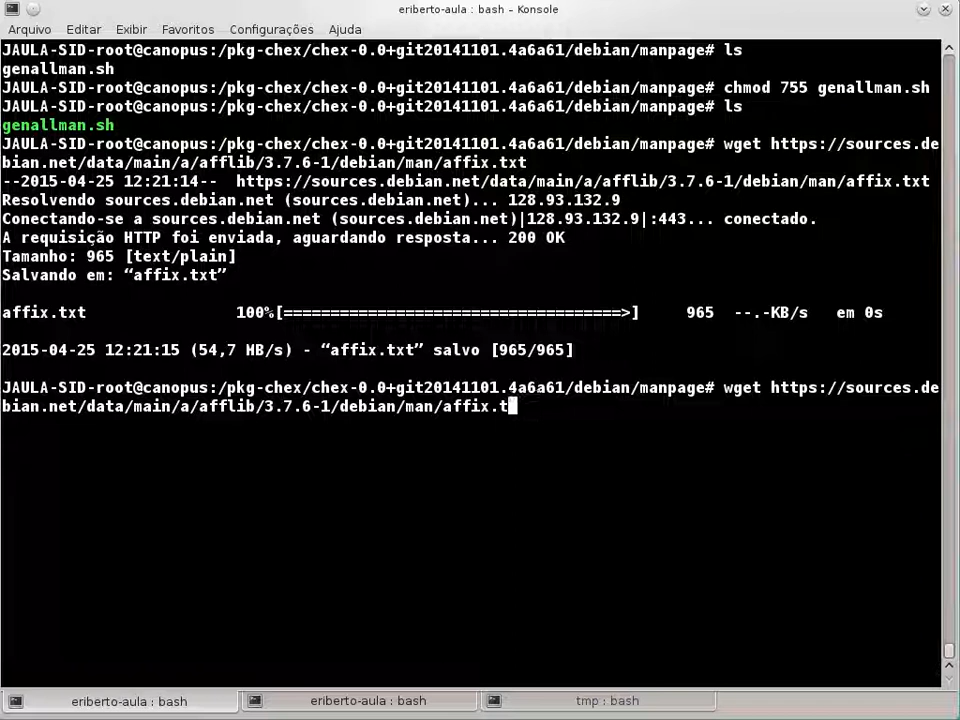 eriberto-aula : bash – Konsole
Arquivo Editar Exibir Favoritos Configurações Ajuda
JAULA-SID-root@canopus:/pkg-chex/chex-0.0+git20141101.4a6a61/debian/manpage# ls
genallman.sh
JAULA-SID-root@canopus:/pkg-chex/chex-0.0+git20141101.4a6a61/debian/manpage# chmod 755 genallman.sh
JAULA-SID-root@canopus:/pkg-chex/chex-0.0+git20141101.4a6a61/debian/manpage# ls
genallman.sh
JAULA-SID-root@canopus:/pkg-chex/chex-0.0+git20141101.4a6a61/debian/manpage# wget https://sources.de
bian.net/data/main/a/afflib/3.7.6-1/debian/man/affix.txt
--2015-04-25 12:21:14--  https://sources.debian.net/data/main/a/afflib/3.7.6-1/debian/man/affix.txt
Resolvendo sources.debian.net (sources.debian.net)... 128.93.132.9
Conectando-se a sources.debian.net (sources.debian.net)|128.93.132.9|:443... conectado.
A requisição HTTP foi enviada, aguardando resposta... 200 OK
Tamanho: 965 [text/plain]
Salvando em: “affix.txt”
affix.txt 100%[====================================>] 965 --.-KB/s em 0s
2015-04-25 12:21:15 (54,7 HB/s) - “affix.txt” salvo [965/965]
JAULA-SID-root@canopus:/pkg-chex/chex-0.0+git20141101.4a6a61/debian/manpage# wget https://sources.de
bian.net/data/main/a/afflib/3.7.6-1/debian/man/affix.t
eriberto-aula : bash eriberto-aula : bash tmp : bash